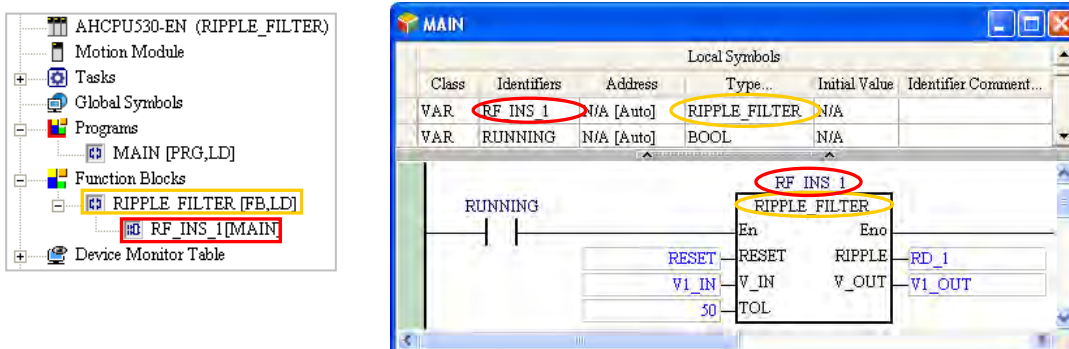 AHCPU530-EN (RIPPLE_FILTER)
Motion Module
Tasks
Global Symbols
Programs
MAIN [PRG,LD]
Function Blocks
RIPPLE_FILTER [FB,LD]
RF_INS_1[MAIN]
Device Monitor Table
MAIN
Local Symbols
Class Identifiers Address Type... Initial Value Identifier Comment...
VAR RF_INS_1 N/A [Auto] RIPPLE_FILTER N/A
VAR RUNNING N/A [Auto] BOOL N/A
RF_INS_1
RUNNING RIPPLE_FILTER
En Eno
RESET RESET RIPPLE RD_1
V1_IN V_IN V_OUT V1_OUT
50 TOL